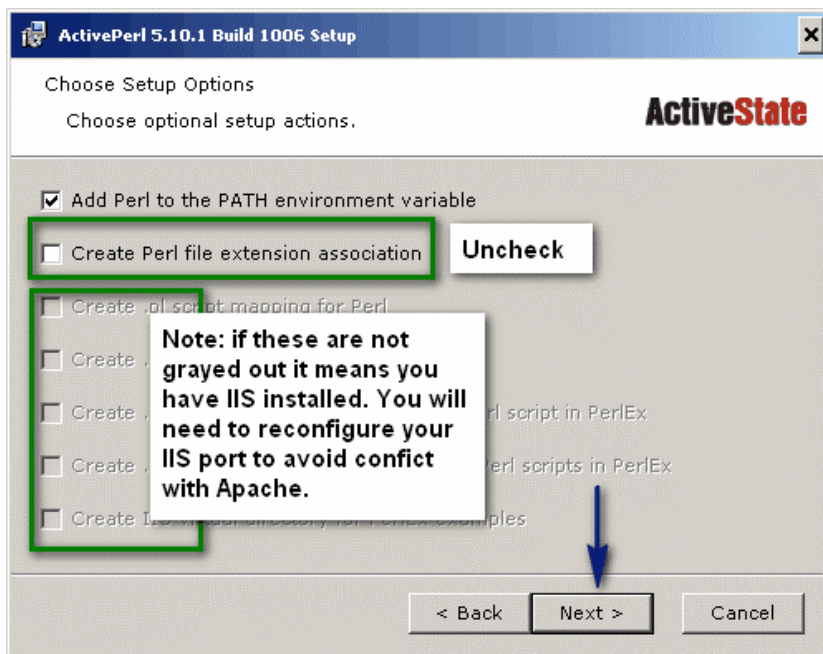 ActivePerl 5.10.1 Build 1006 Setup
Choose Setup Options
Choose optional setup actions.
ActiveState
Add Perl to the PATH environment variable
Create Perl file extension association
Uncheck
Create .pl script mapping for Perl
Note: if these are not
grayed out it means you
have IIS installed. You will
need to reconfigure your
IIS port to avoid confict
with Apache.
Create .
Create . rl script in PerlEx
Create . Perl scripts in PerlEx
Create IIS virtual directory for PerlEx examples
< Back
Next >
Cancel